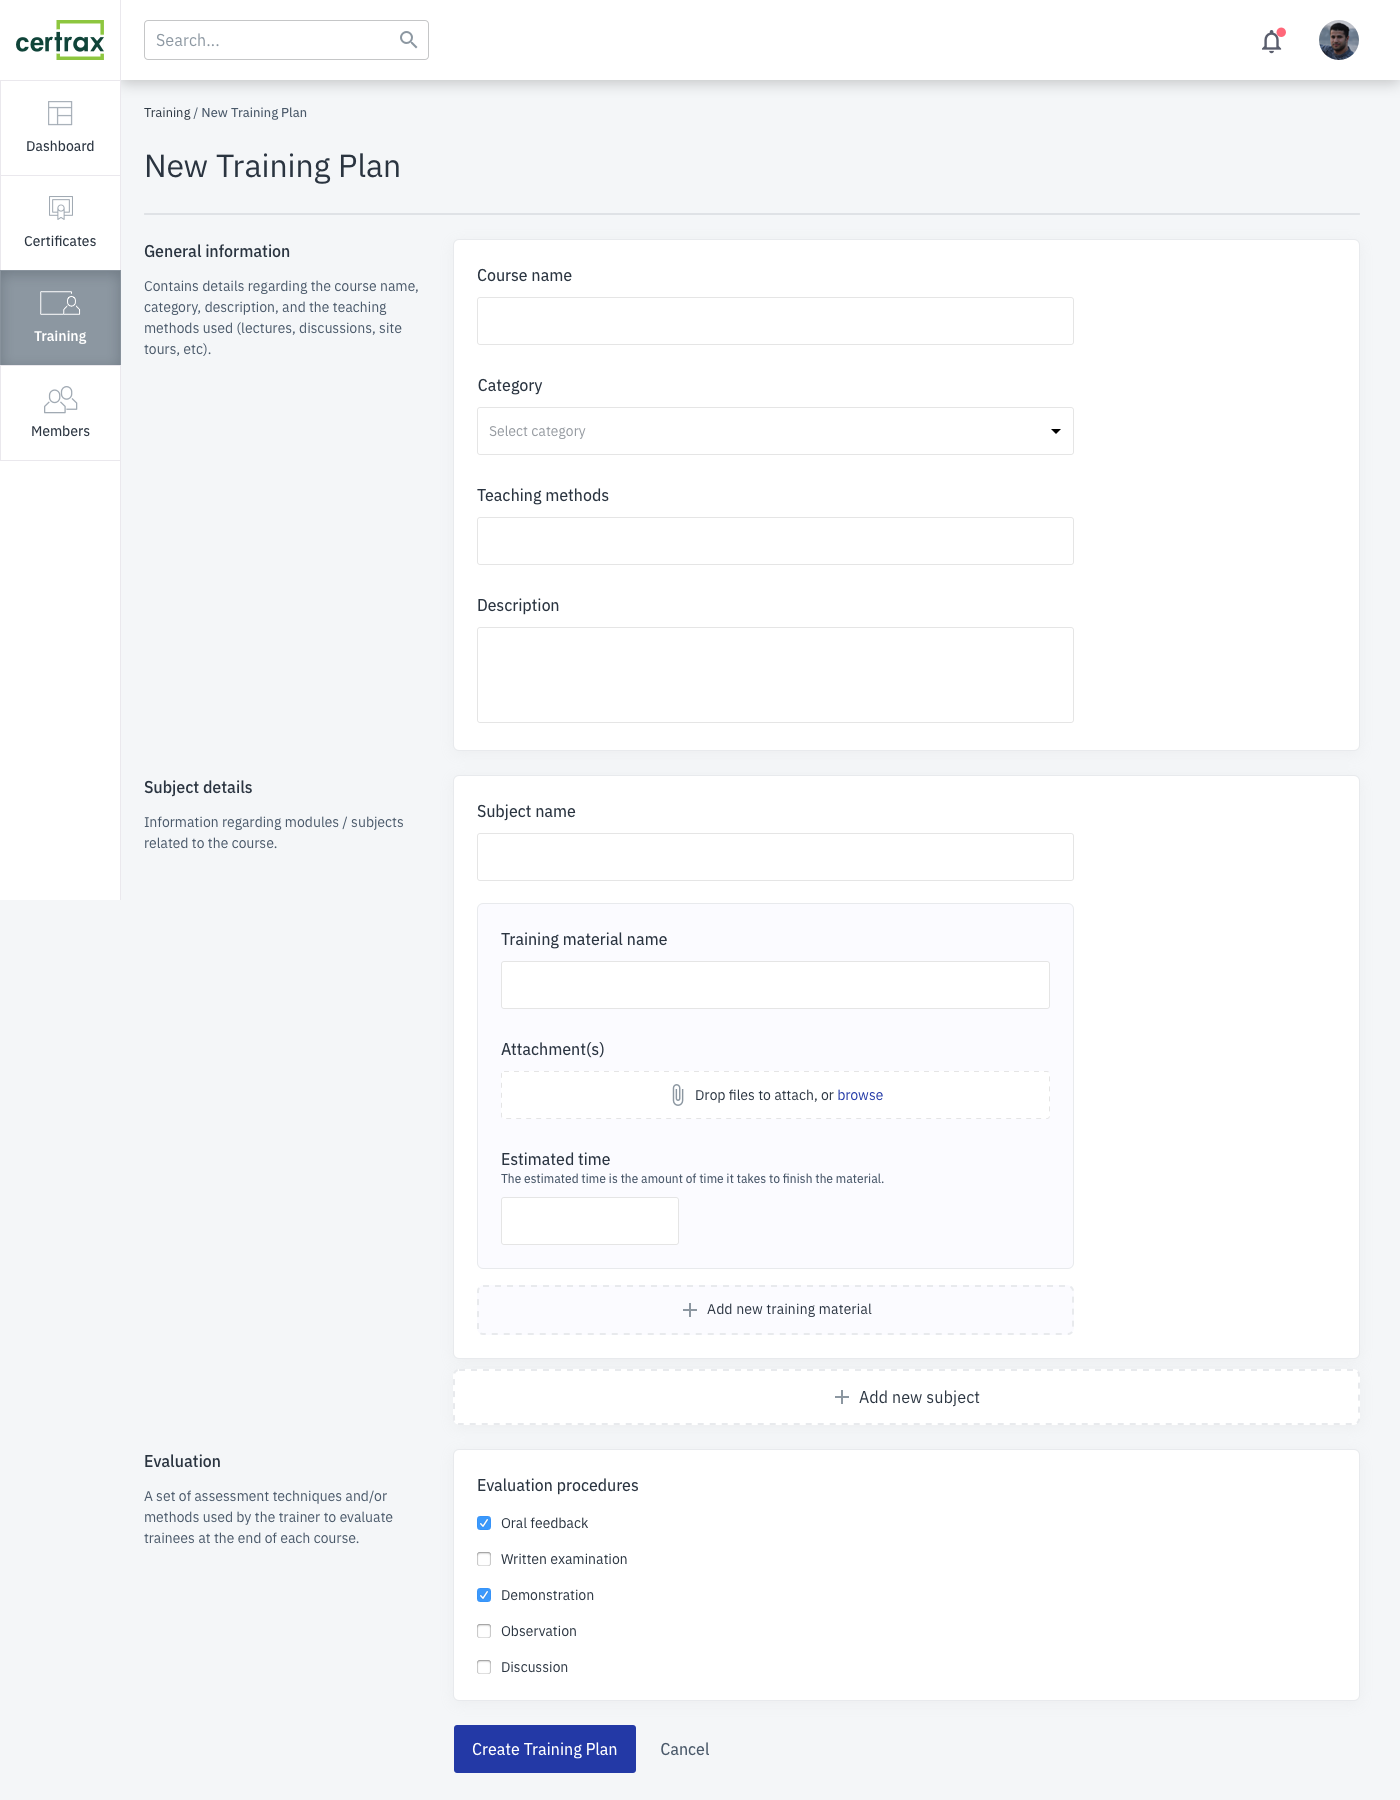 certrax
Search...
Dashboard
Certificates
Training
Members
Training / New Training Plan
New Training Plan
General information
Contains details regarding the course name,
category, description, and the teaching
methods used (lectures, discussions, site
tours, etc).
Course name
Category
Select category
Teaching methods
Description
Subject details
Information regarding modules / subjects
related to the course.
Subject name
Training material name
Attachment(s)
Drop files to attach, or browse
Estimated time
The estimated time is the amount of time it takes to finish the material.
Add new training material
Add new subject
Evaluation
A set of assessment techniques and/or
methods used by the trainer to evaluate
trainees at the end of each course.
Evaluation procedures
Oral feedback
Written examination
Demonstration
Observation
Discussion
Create Training Plan
Cancel